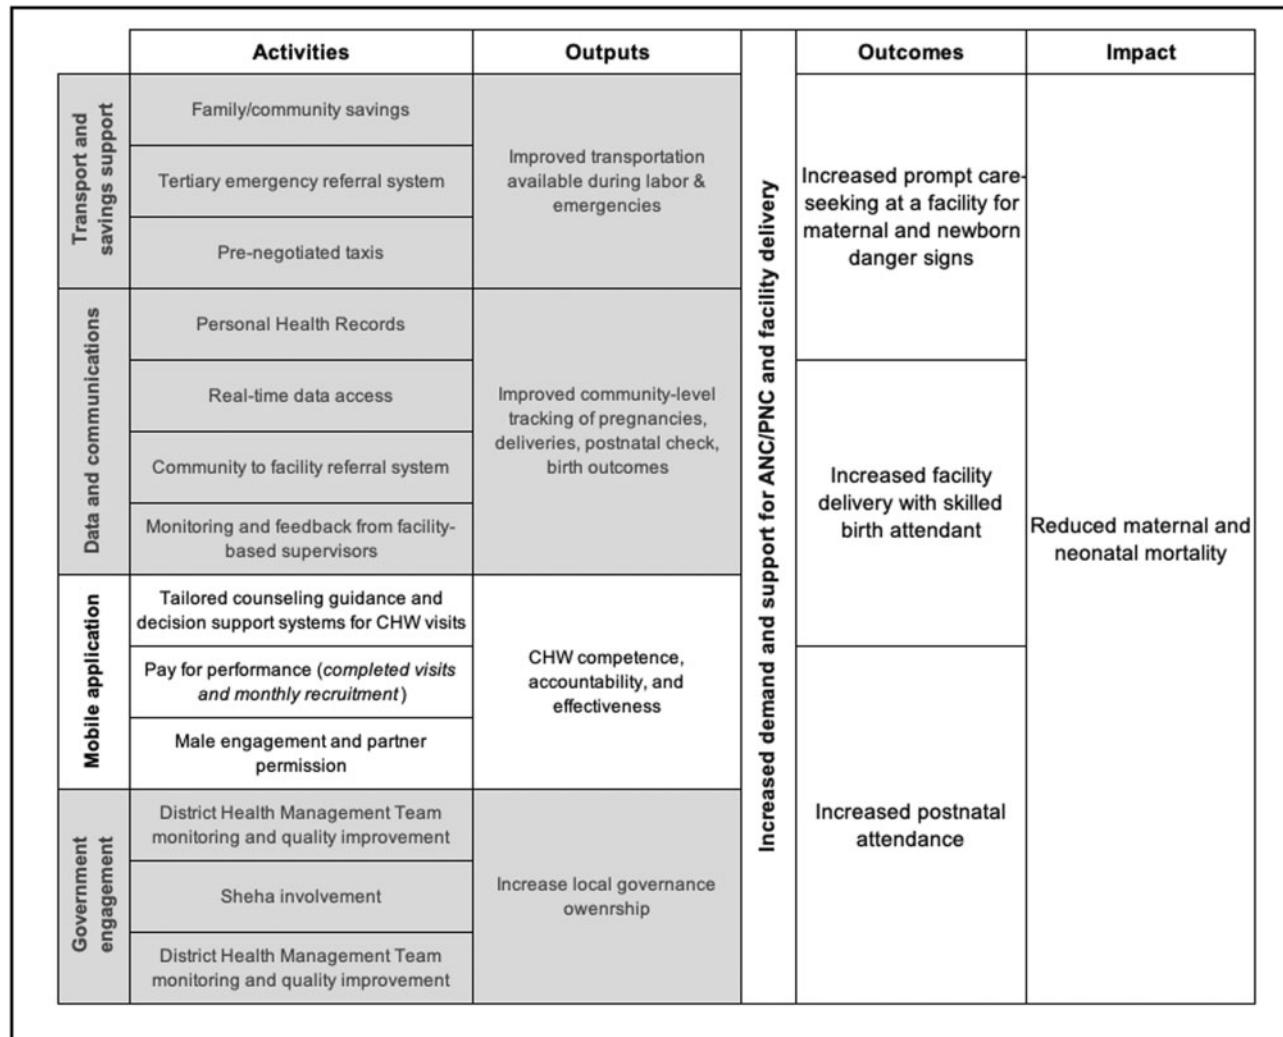 Activities
Outputs
Outcomes
Impact
Transport and
savings support
Family/community savings
Tertiary emergency referral system
Pre-negotiated taxis
Improved transportation
available during labor &
emergencies
Data and communications
Personal Health Records
Real-time data access
Community to facility referral system
Monitoring and feedback from facility-
based supervisors
Improved community-level
tracking of pregnancies,
deliveries, postnatal check,
birth outcomes
Mobile application
Tailored counseling guidance and
decision support systems for CHW visits
Pay for performance (completed visits
and monthly recruitment)
Male engagement and partner
permission
CHW competence,
accountability, and
effectiveness
Government
engagement
District Health Management Team
monitoring and quality improvement
Sheha involvement
District Health Management Team
monitoring and quality improvement
Increase local governance
owenrship
Increased demand and support for ANC/PNC and facility delivery
Increased prompt care-
seeking at a facility for
maternal and newborn
danger signs
Increased facility
delivery with skilled
birth attendant
Increased postnatal
attendance
Reduced maternal and
neonatal mortality